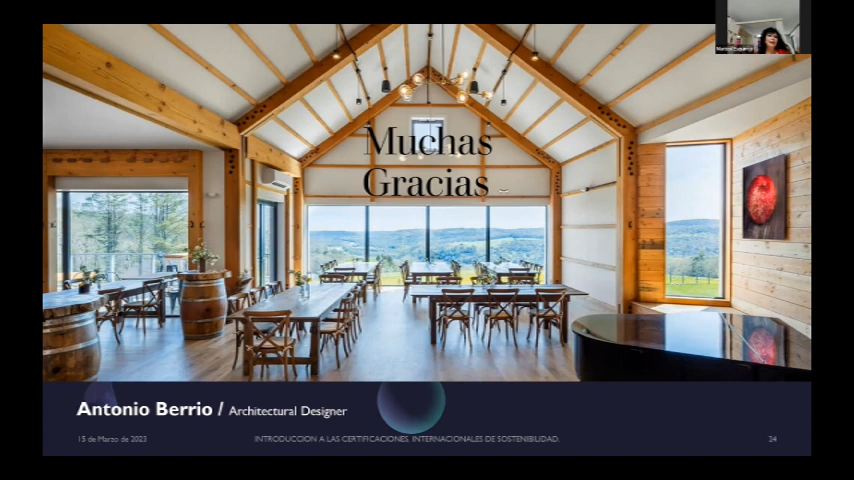 Muchas
Gracias
Antonio Berrio / Architectural Designer
15 de Marzo de 2023
INTRODUCCION A LAS CERTIFICACIONES, INTERNACIONALES DE SOSTENIBILIDAD.
24